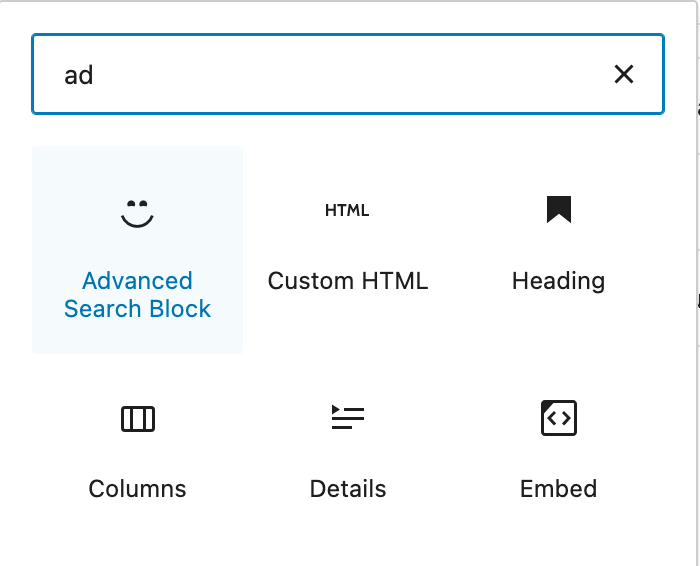 ad
HTML
Advanced
Search Block
Custom HTML
Heading
Columns
Details
Embed